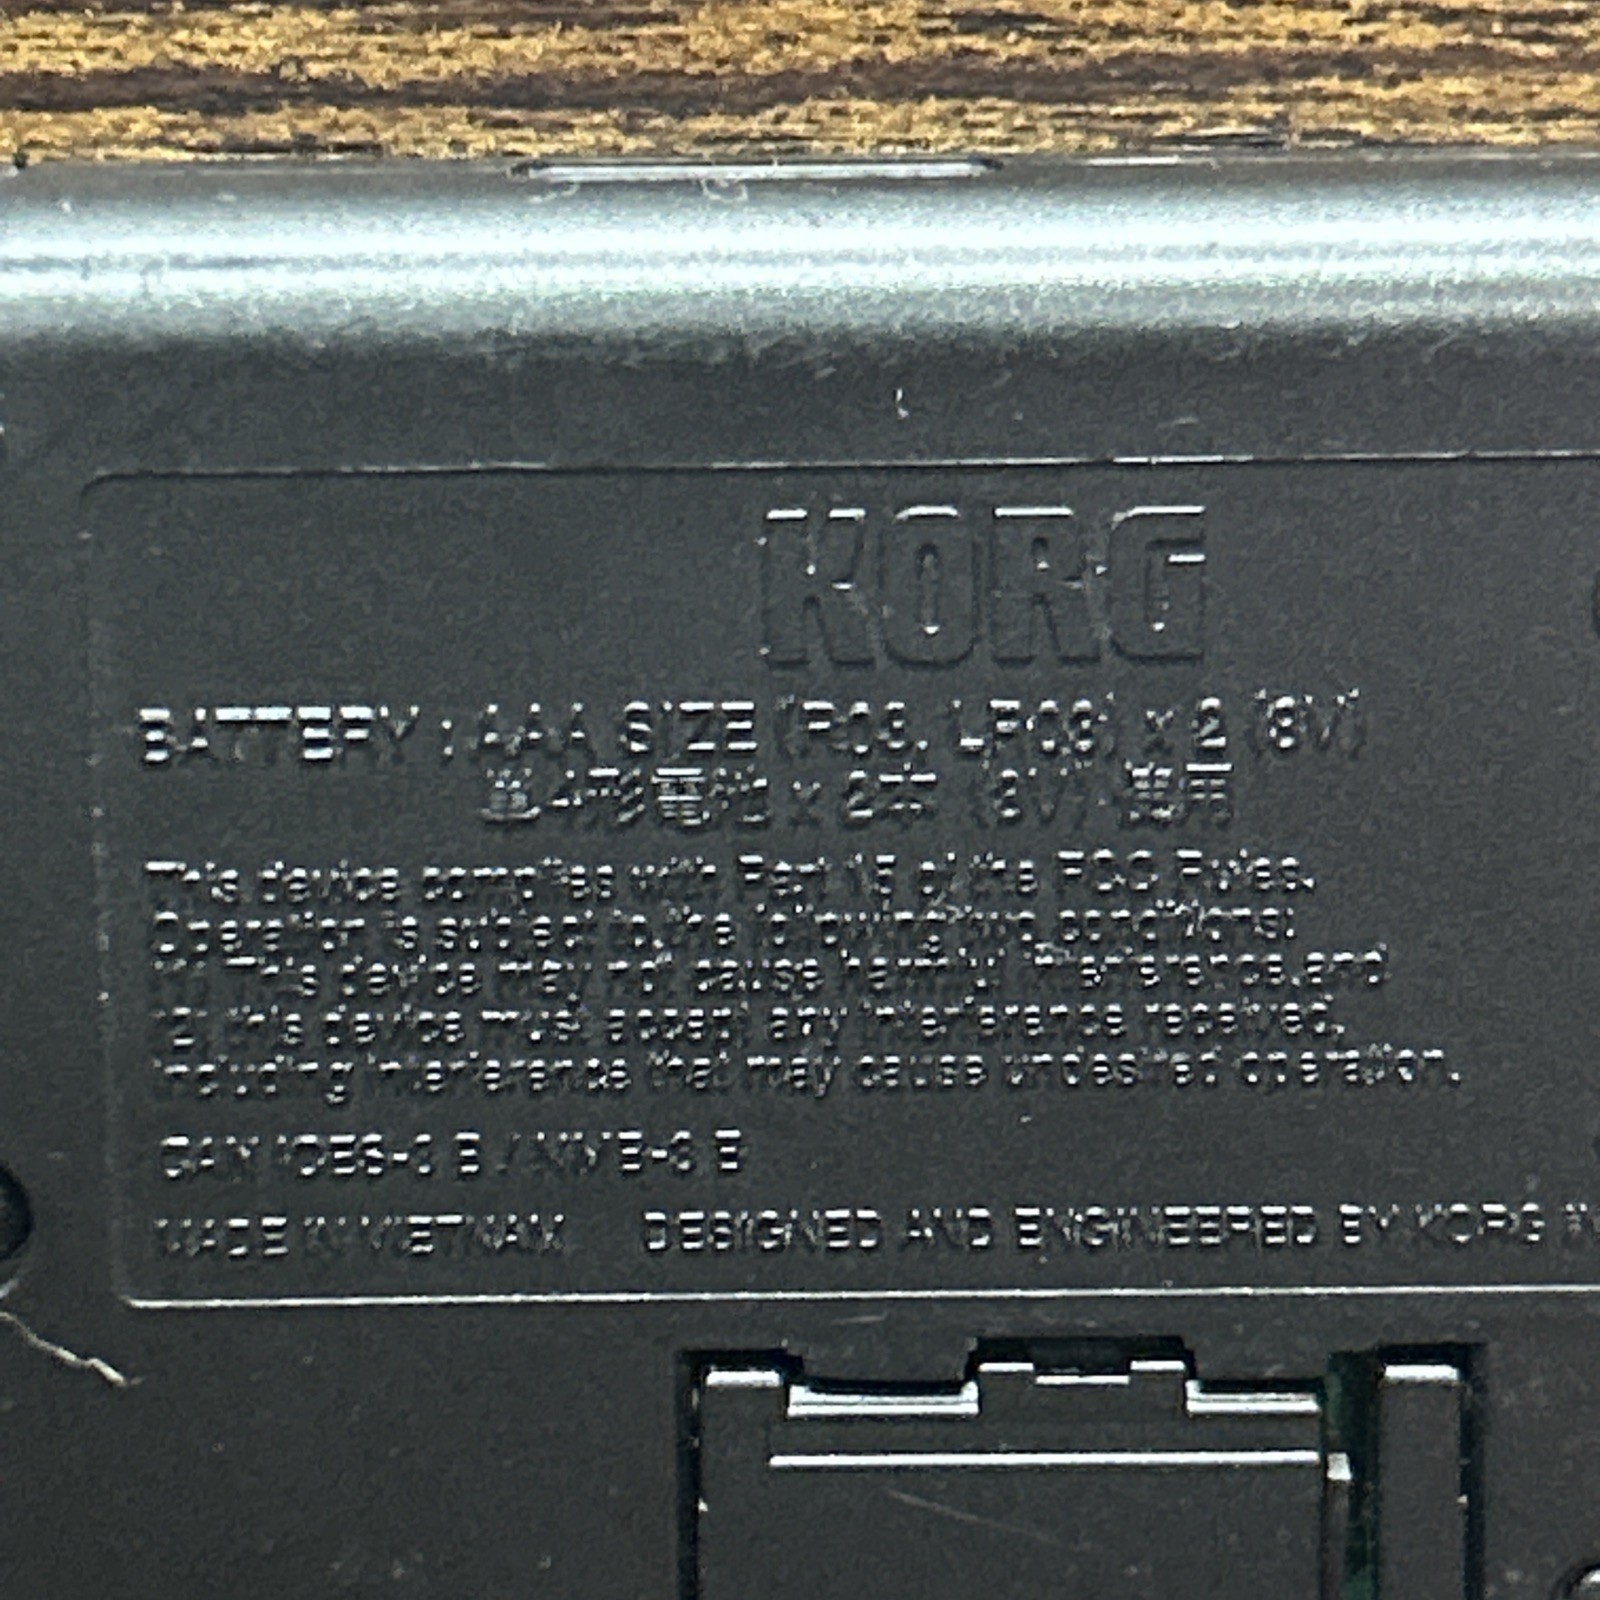 KORG
BATTERY : AAA SIZE (R03, LR03) x 2 (3V)
単4形電池 x 2本 (3V) 使用
This device complies with Part 15 of the FCC Rules.
Operation is subject to the following two conditions:
(1) This device may not cause harmful interference,and
(2) this device must accept any interference received,
including interference that may cause undesired operation.
CAN ICES-3 B / NMB-3 B
MADE IN VIETNAM DESIGNED AND ENGINEERED BY KORG